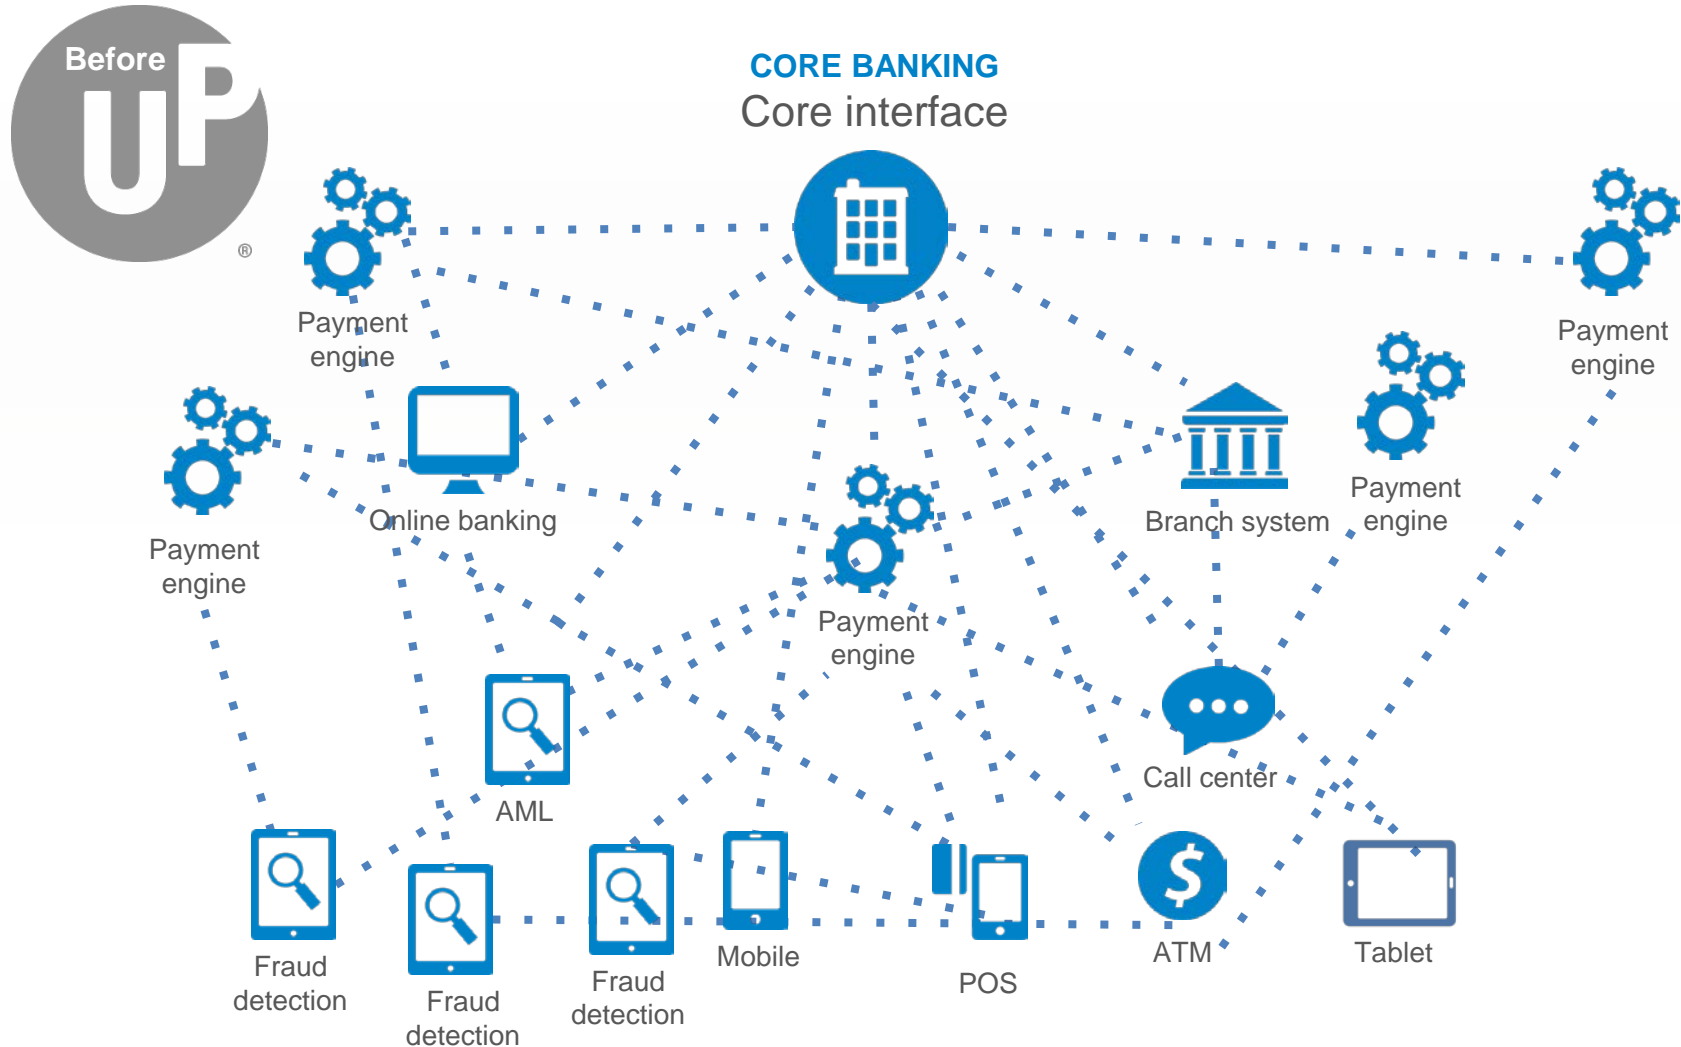 Before
UP
®
CORE BANKING
Core interface
Payment
engine
Payment
engine
Payment
engine
Online banking
Branch system
Payment
engine
Payment
engine
AML
Call center
Fraud
detection
Fraud
detection
Fraud
detection
Mobile
POS
ATM
Tablet